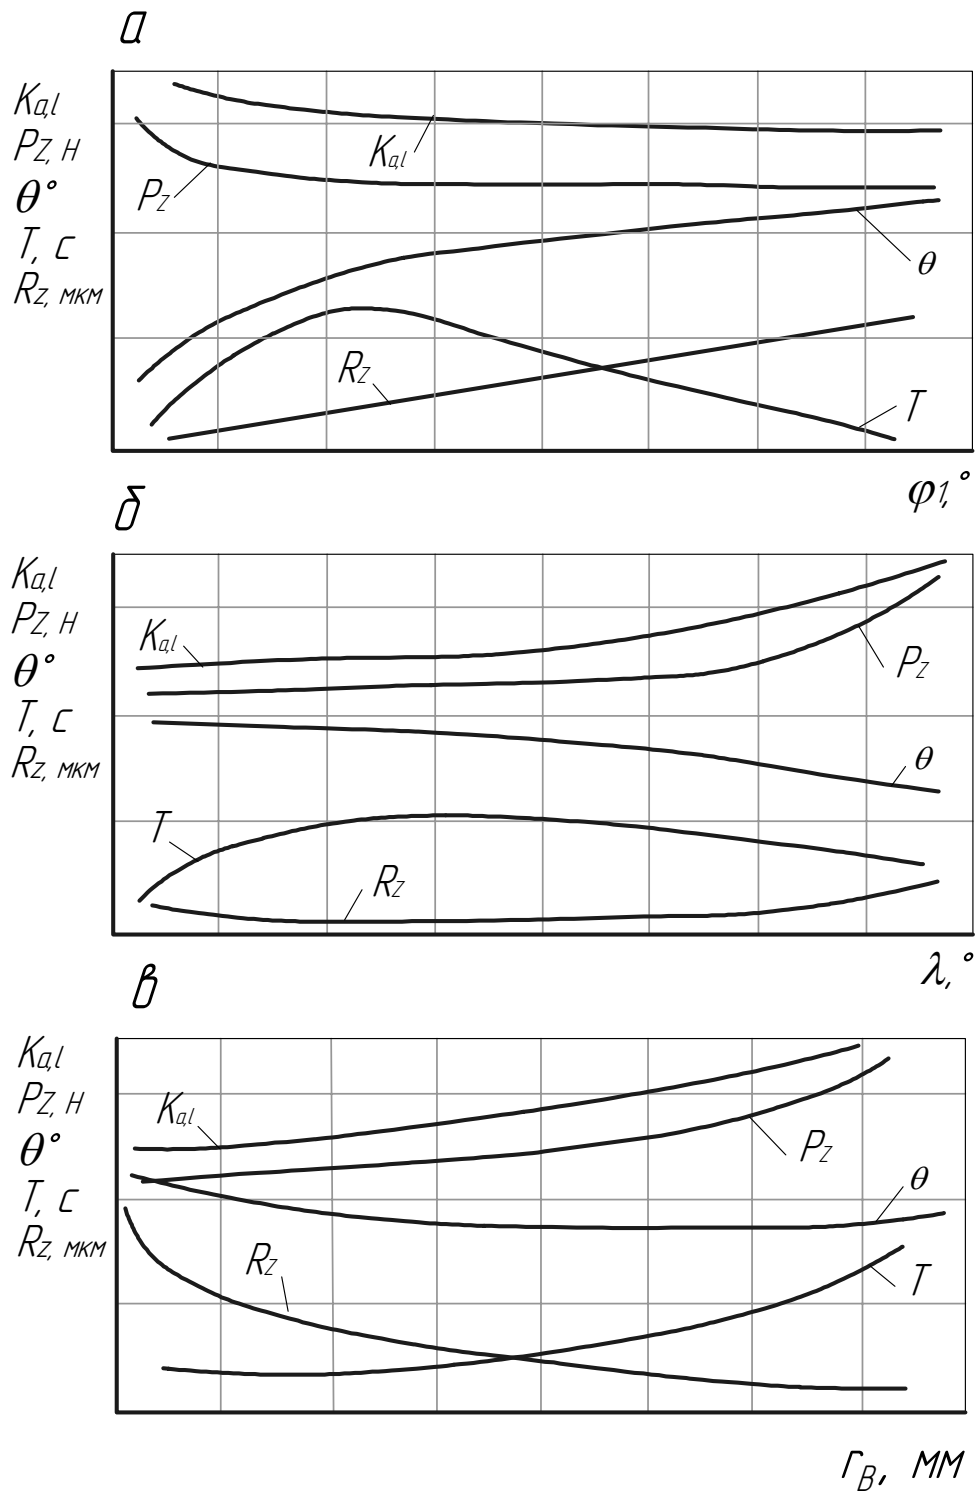 а
Ka,l
Pz, Н
θ°
T, с
Rz, мкм
Ka,l
Pz
θ
Rz
T
φ1,°
б
Ka,l
Pz, Н
θ°
T, с
Rz, мкм
Ka,l
Pz
θ
T
Rz
λ,°
в
Ka,l
Pz, Н
θ°
T, с
Rz, мкм
Ka,l
Pz
θ
Rz
T
rВ, мм